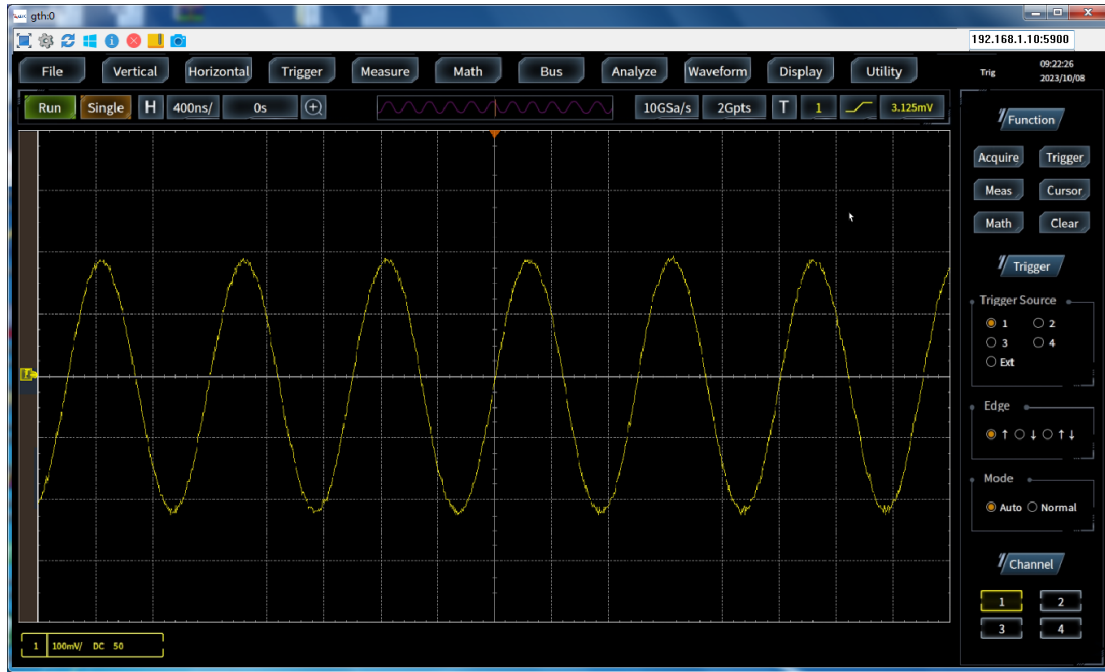 gth:0
192.168.1.10:5900
File Vertical Horizontal Trigger Measure Math Bus Analyze Waveform Display Utility
Trig 09:22:26
2023/10/08
Run Single H 400ns/ 0s 10GSa/s 2Gpts T 1 3.125mV
Function
Acquire Trigger
Meas Cursor
Math Clear
Trigger
Trigger Source
1 2
3 4
Ext
Edge
↑ ↓ ↑↓
Mode
Auto Normal
Channel
1 2
3 4
1 100mV/ DC 50